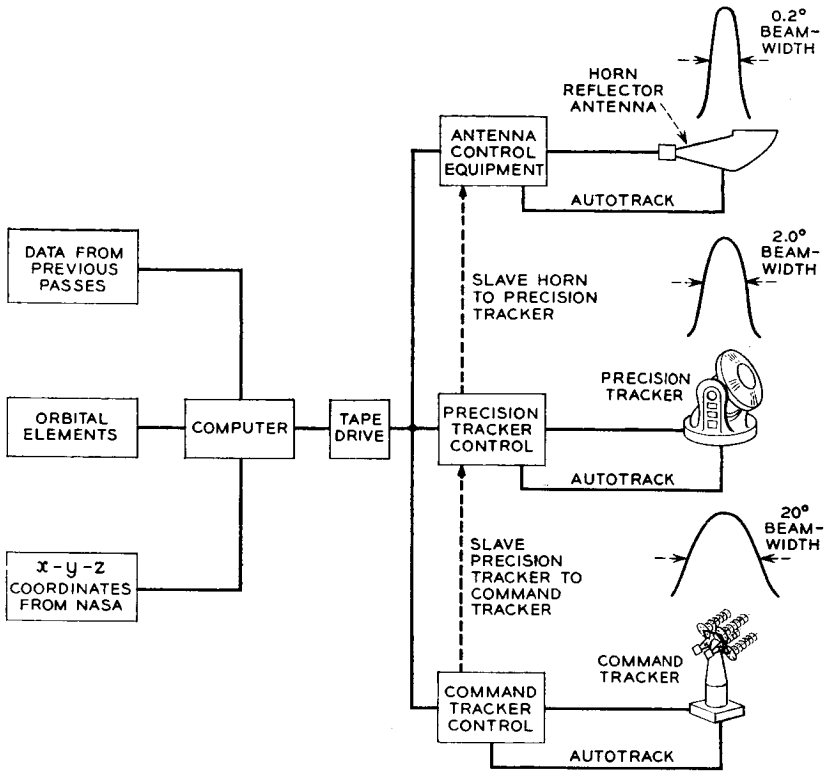 0.2°
BEAM-
WIDTH
HORN
REFLECTOR
ANTENNA
ANTENNA
CONTROL
EQUIPMENT
AUTOTRACK
DATA FROM
PREVIOUS
PASSES
SLAVE HORN
TO PRECISION
TRACKER
2.0°
BEAM-
WIDTH
PRECISION
TRACKER
ORBITAL
ELEMENTS
COMPUTER
TAPE
DRIVE
PRECISION
TRACKER
CONTROL
AUTOTRACK
x-y-z
COORDINATES
FROM NASA
SLAVE
PRECISION
TRACKER TO
COMMAND
TRACKER
20°
BEAM-
WIDTH
COMMAND
TRACKER
COMMAND
TRACKER
CONTROL
AUTOTRACK